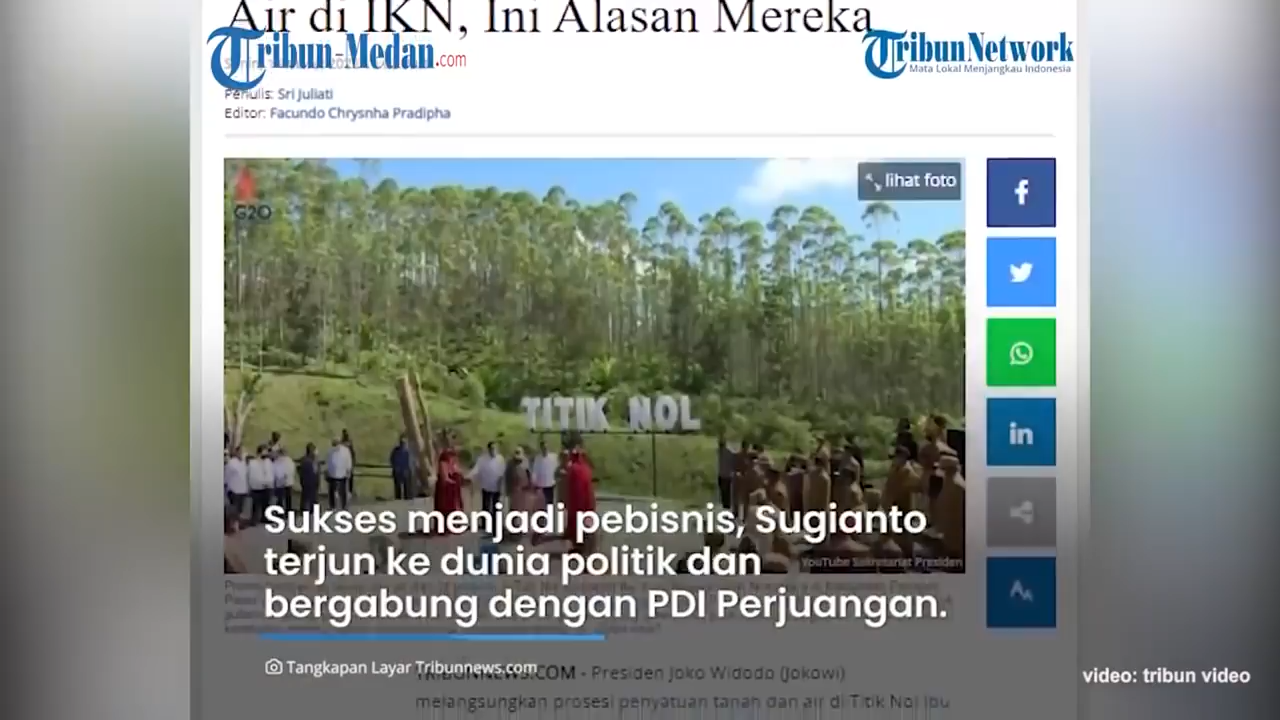 Air di IKN, Ini Alasan Mereka
Tribun-Medan.com
TribunNetwork
Mata Lokal Menjangkau Indonesia
Penulis: Sri Juliati
Editor: Facundo Chrysnha Pradipha
G20
lihat foto
TITIK NOL
YouTube Sekretariat Presiden
Sukses menjadi pebisnis, Sugianto
terjun ke dunia politik dan
bergabung dengan PDI Perjuangan.
Tangkapan Layar Tribunnews.com
TRIBUNNEWS.COM - Presiden Joko Widodo (Jokowi)
melangsungkan prosesi penyatuan tanah dan air di Titik Nol Ibu
video: tribun video